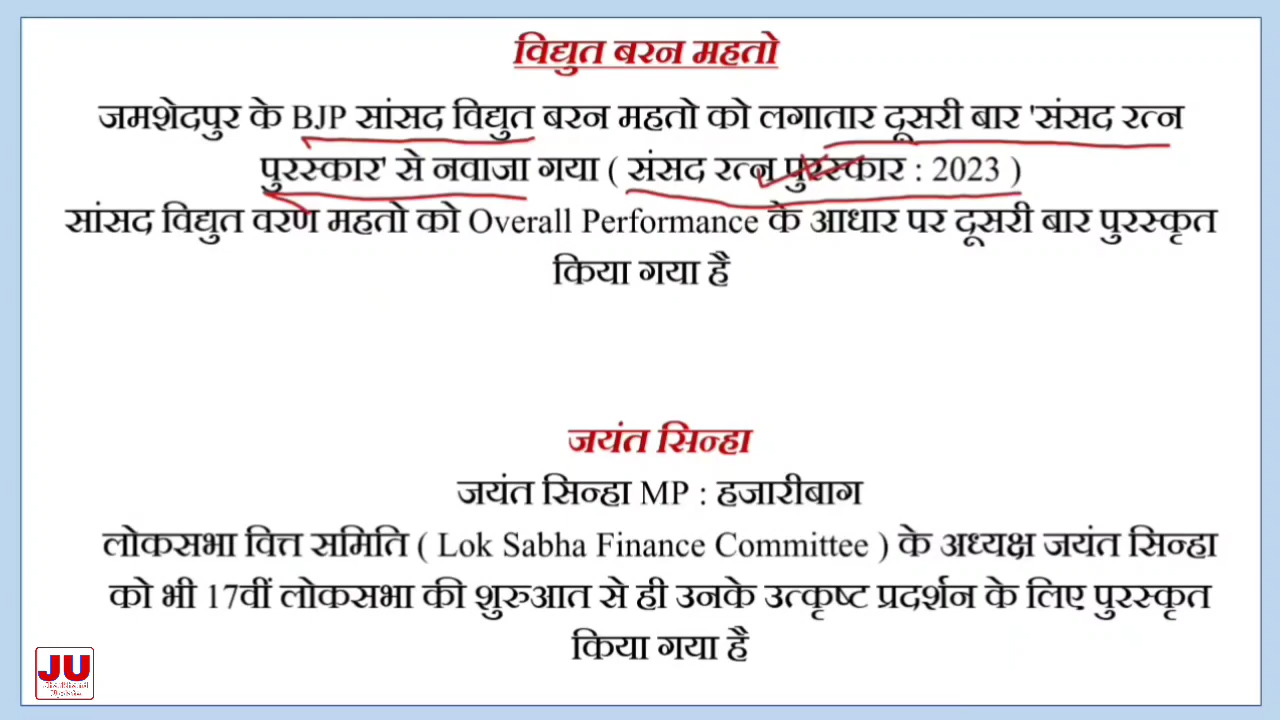 विद्युत बरन महतो
जमशेदपुर के BJP सांसद विद्युत बरन महतो को लगातार दूसरी बार 'संसद रत्न
पुरस्कार' से नवाजा गया ( संसद रत्न पुरस्कार : 2023 )
सांसद विद्युत वरण महतो को Overall Performance के आधार पर दूसरी बार पुरस्कृत
किया गया है
जयंत सिन्हा
जयंत सिन्हा MP : हजारीबाग
लोकसभा वित्त समिति ( Lok Sabha Finance Committee ) के अध्यक्ष जयंत सिन्हा
को भी 17वीं लोकसभा की शुरुआत से ही उनके उत्कृष्ट प्रदर्शन के लिए पुरस्कृत
किया गया है
JU
Jharkhand
Update